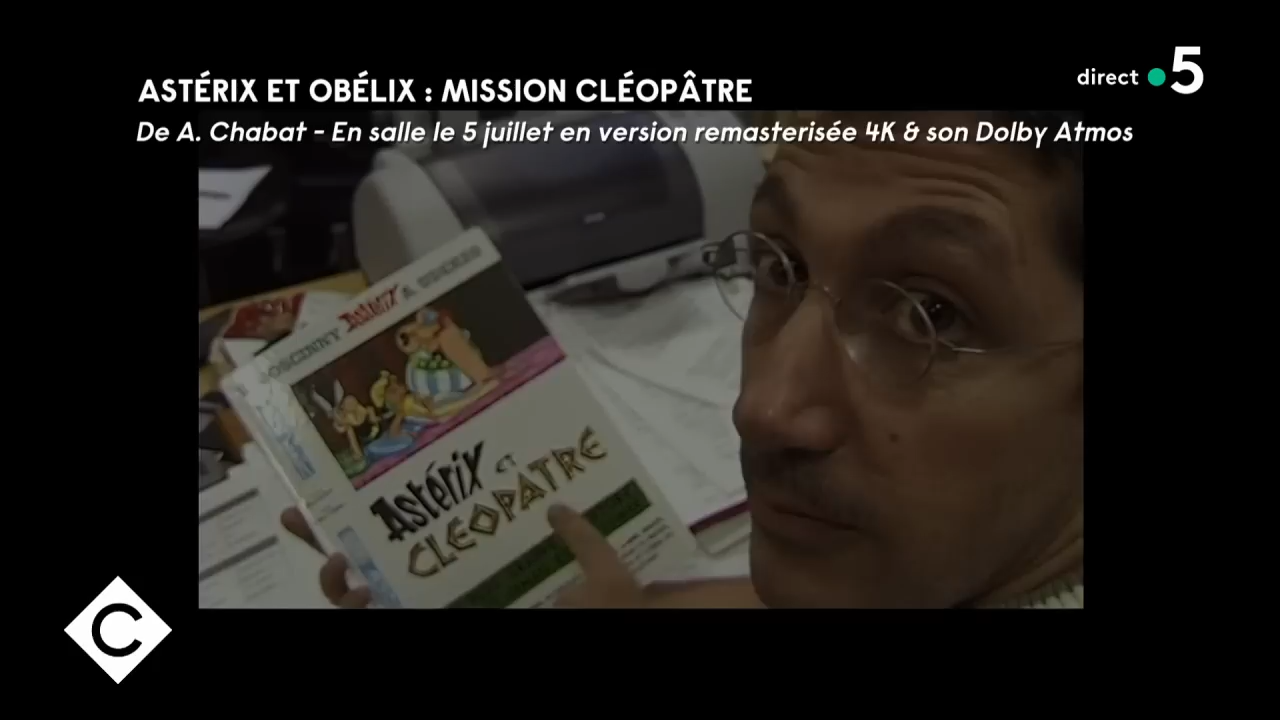 ASTÉRIX ET OBÉLIX : MISSION CLÉOPÂTRE
direct 5
De A. Chabat - En salle le 5 juillet en version remasterisée 4K & son Dolby Atmos
GOSCINNY Astérix A. UDERZO
Astérix
ET
CLEOPÂTRE
C